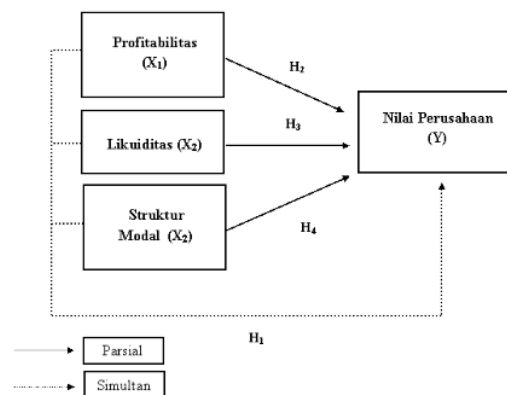 Profitabilitas
(X₁)
H₂
Nilai Perusahaan
(Y)
H₃
Likuiditas (X₂)
Struktur
Modal (X₂)
H₄
H₁
Parsial
Simultan